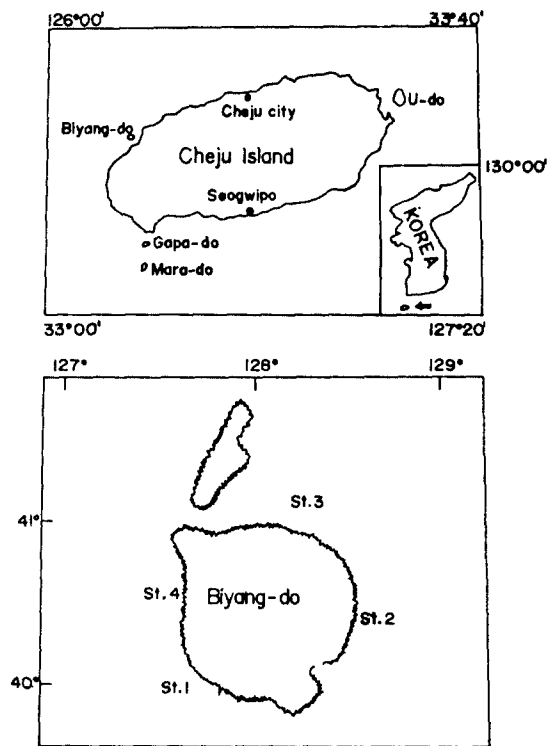 126°00'
33°40'
U-do
Cheju city
Biyang-do
Cheju Island
130°00'
Seogwipo
KOREA
Gapa-do
Mara-do
33°00'
127°20'
127°
128°
129°
St.3
41°
St.4
Biyang-do
St.2
St.1
40°